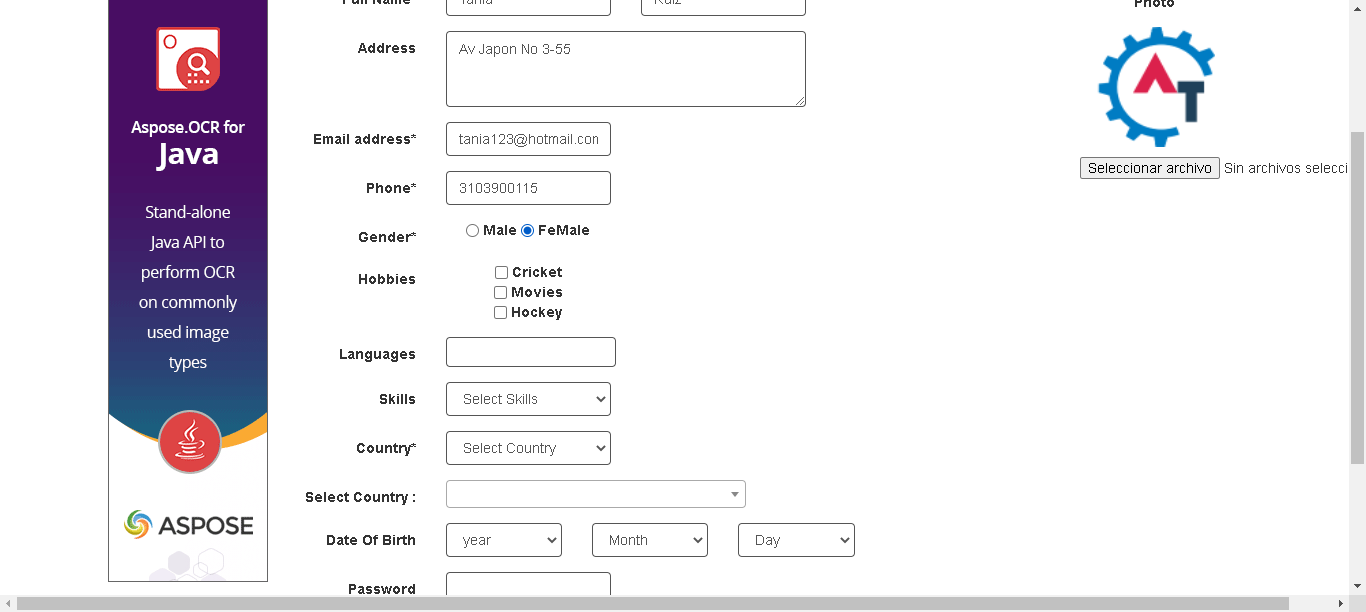 Full Name
Tania
Ruiz
Photo
Address
Av Japon No 3-55
Email address*
tania123@hotmail.con
Phone*
3103900115
Seleccionar archivo Sin archivos selecci
Gender*
Male FeMale
Hobbies
Cricket
Movies
Hockey
Languages
Skills
Select Skills
Country*
Select Country
Select Country :
Date Of Birth
year
Month
Day
Password
Aspose.OCR for
Java
Stand-alone
Java API to
perform OCR
on commonly
used image
types
ASPOSE
AT